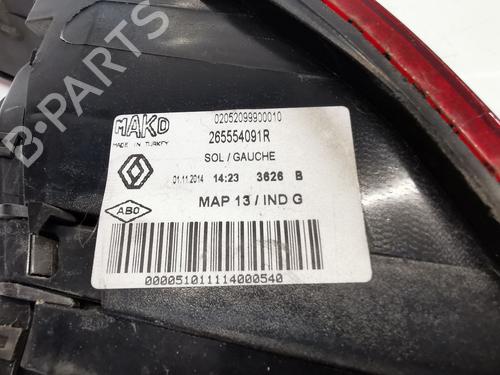 02052099900010
MAKO
265554091R
MADE IN TURKEY
SOL / GAUCHE
01.11.2014 14:23 3626 B
ABO
MAP 13 / IND G
0000510111114000540
B-PARTS